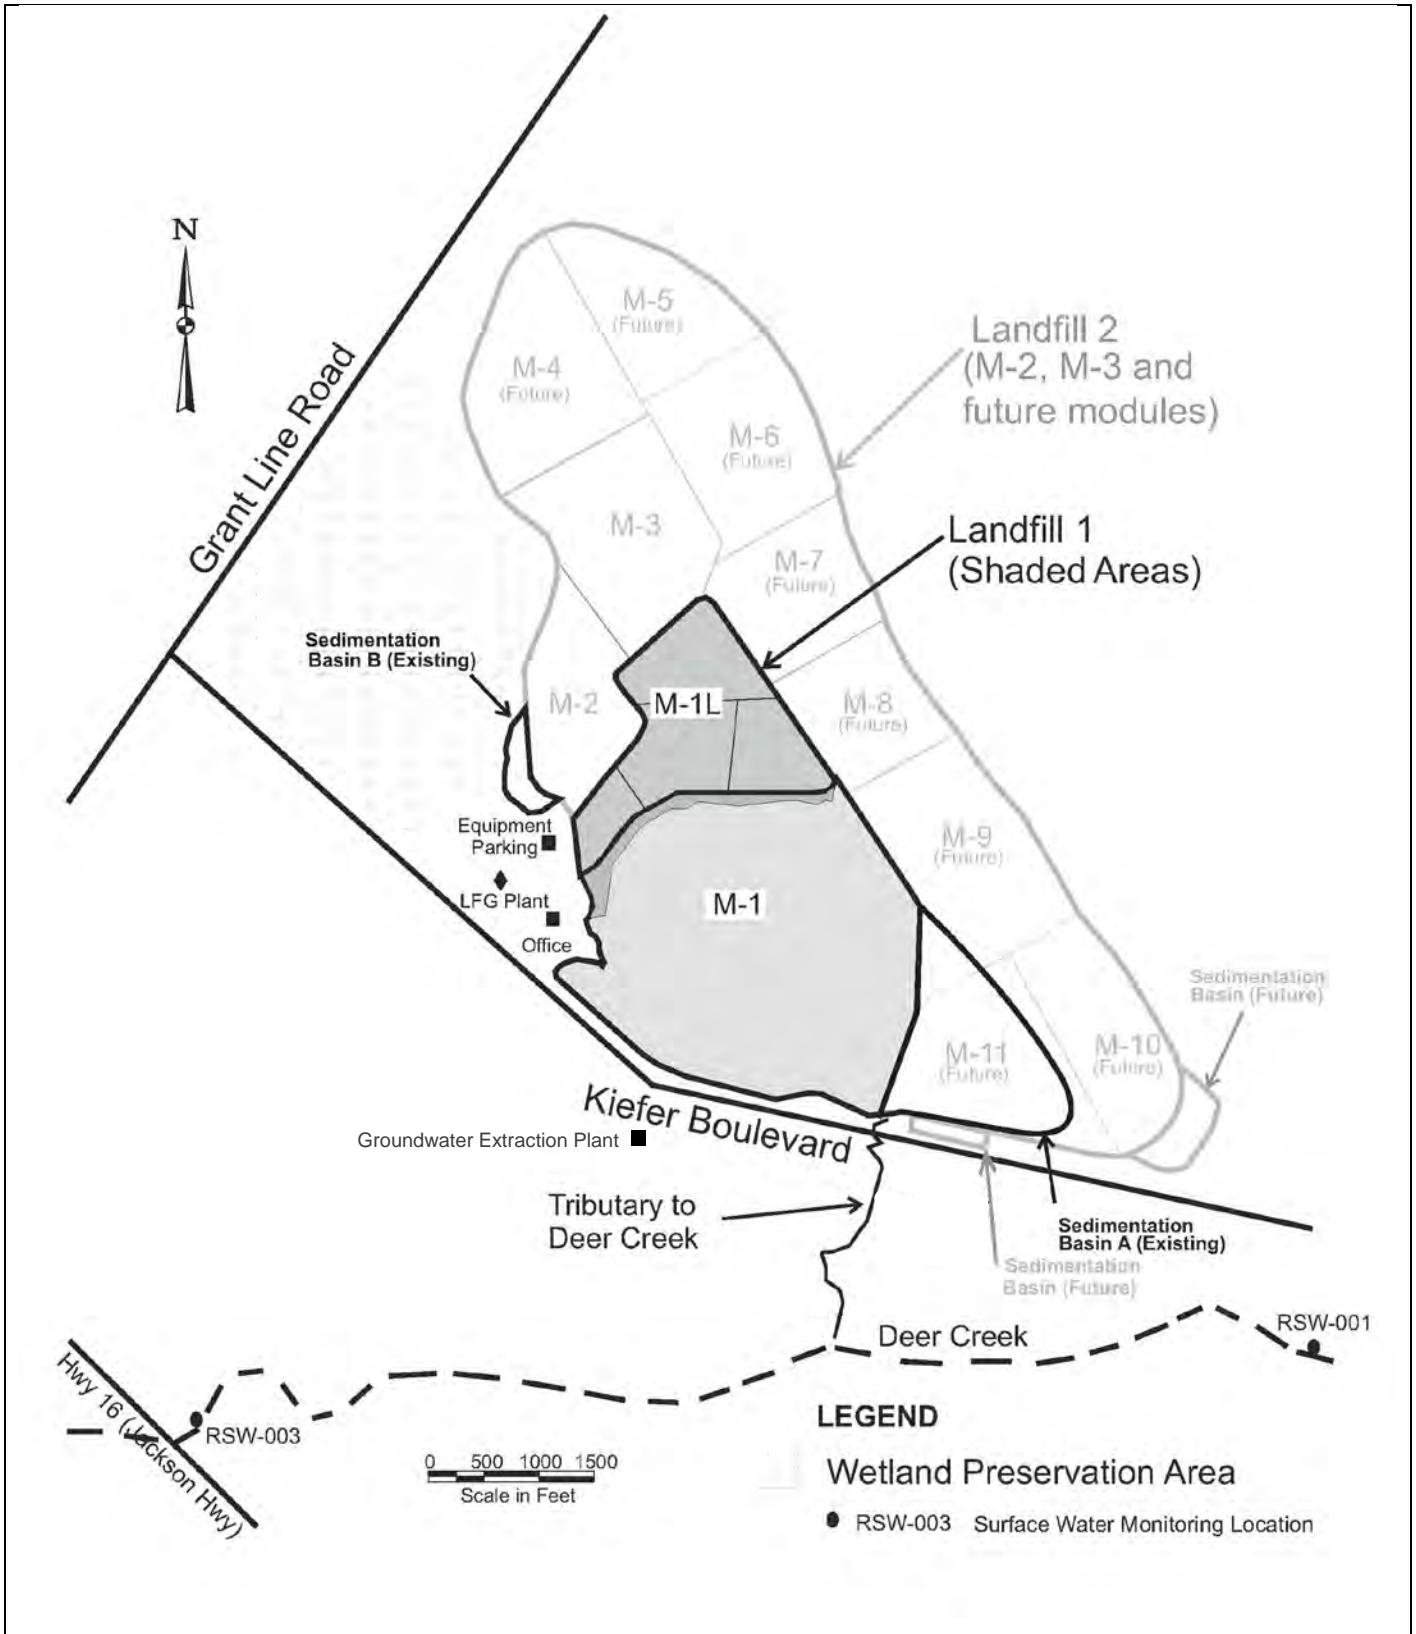 N
Grant Line Road
M-5
(Future)
M-4
(Future)
Landfill 2
(M-2, M-3 and
future modules)
M-6
(Future)
M-3
Landfill 1
(Shaded Areas)
M-7
(Future)
Sedimentation
Basin B (Existing)
M-2
M-1L
M-8
(Future)
Equipment
Parking
M-9
(Future)
LFG Plant
M-1
Office
Sedimentation
Basin (Future)
M-11
(Future)
M-10
(Future)
Kiefer Boulevard
Groundwater Extraction Plant
Tributary to
Deer Creek
Sedimentation
Basin A (Existing)
Sedimentation
Basin (Future)
Deer Creek
RSW-001
Hwy 16 (Jackson Hwy)
RSW-003
0 500 1000 1500
Scale in Feet
LEGEND
Wetland Preservation Area
RSW-003 Surface Water Monitoring Location